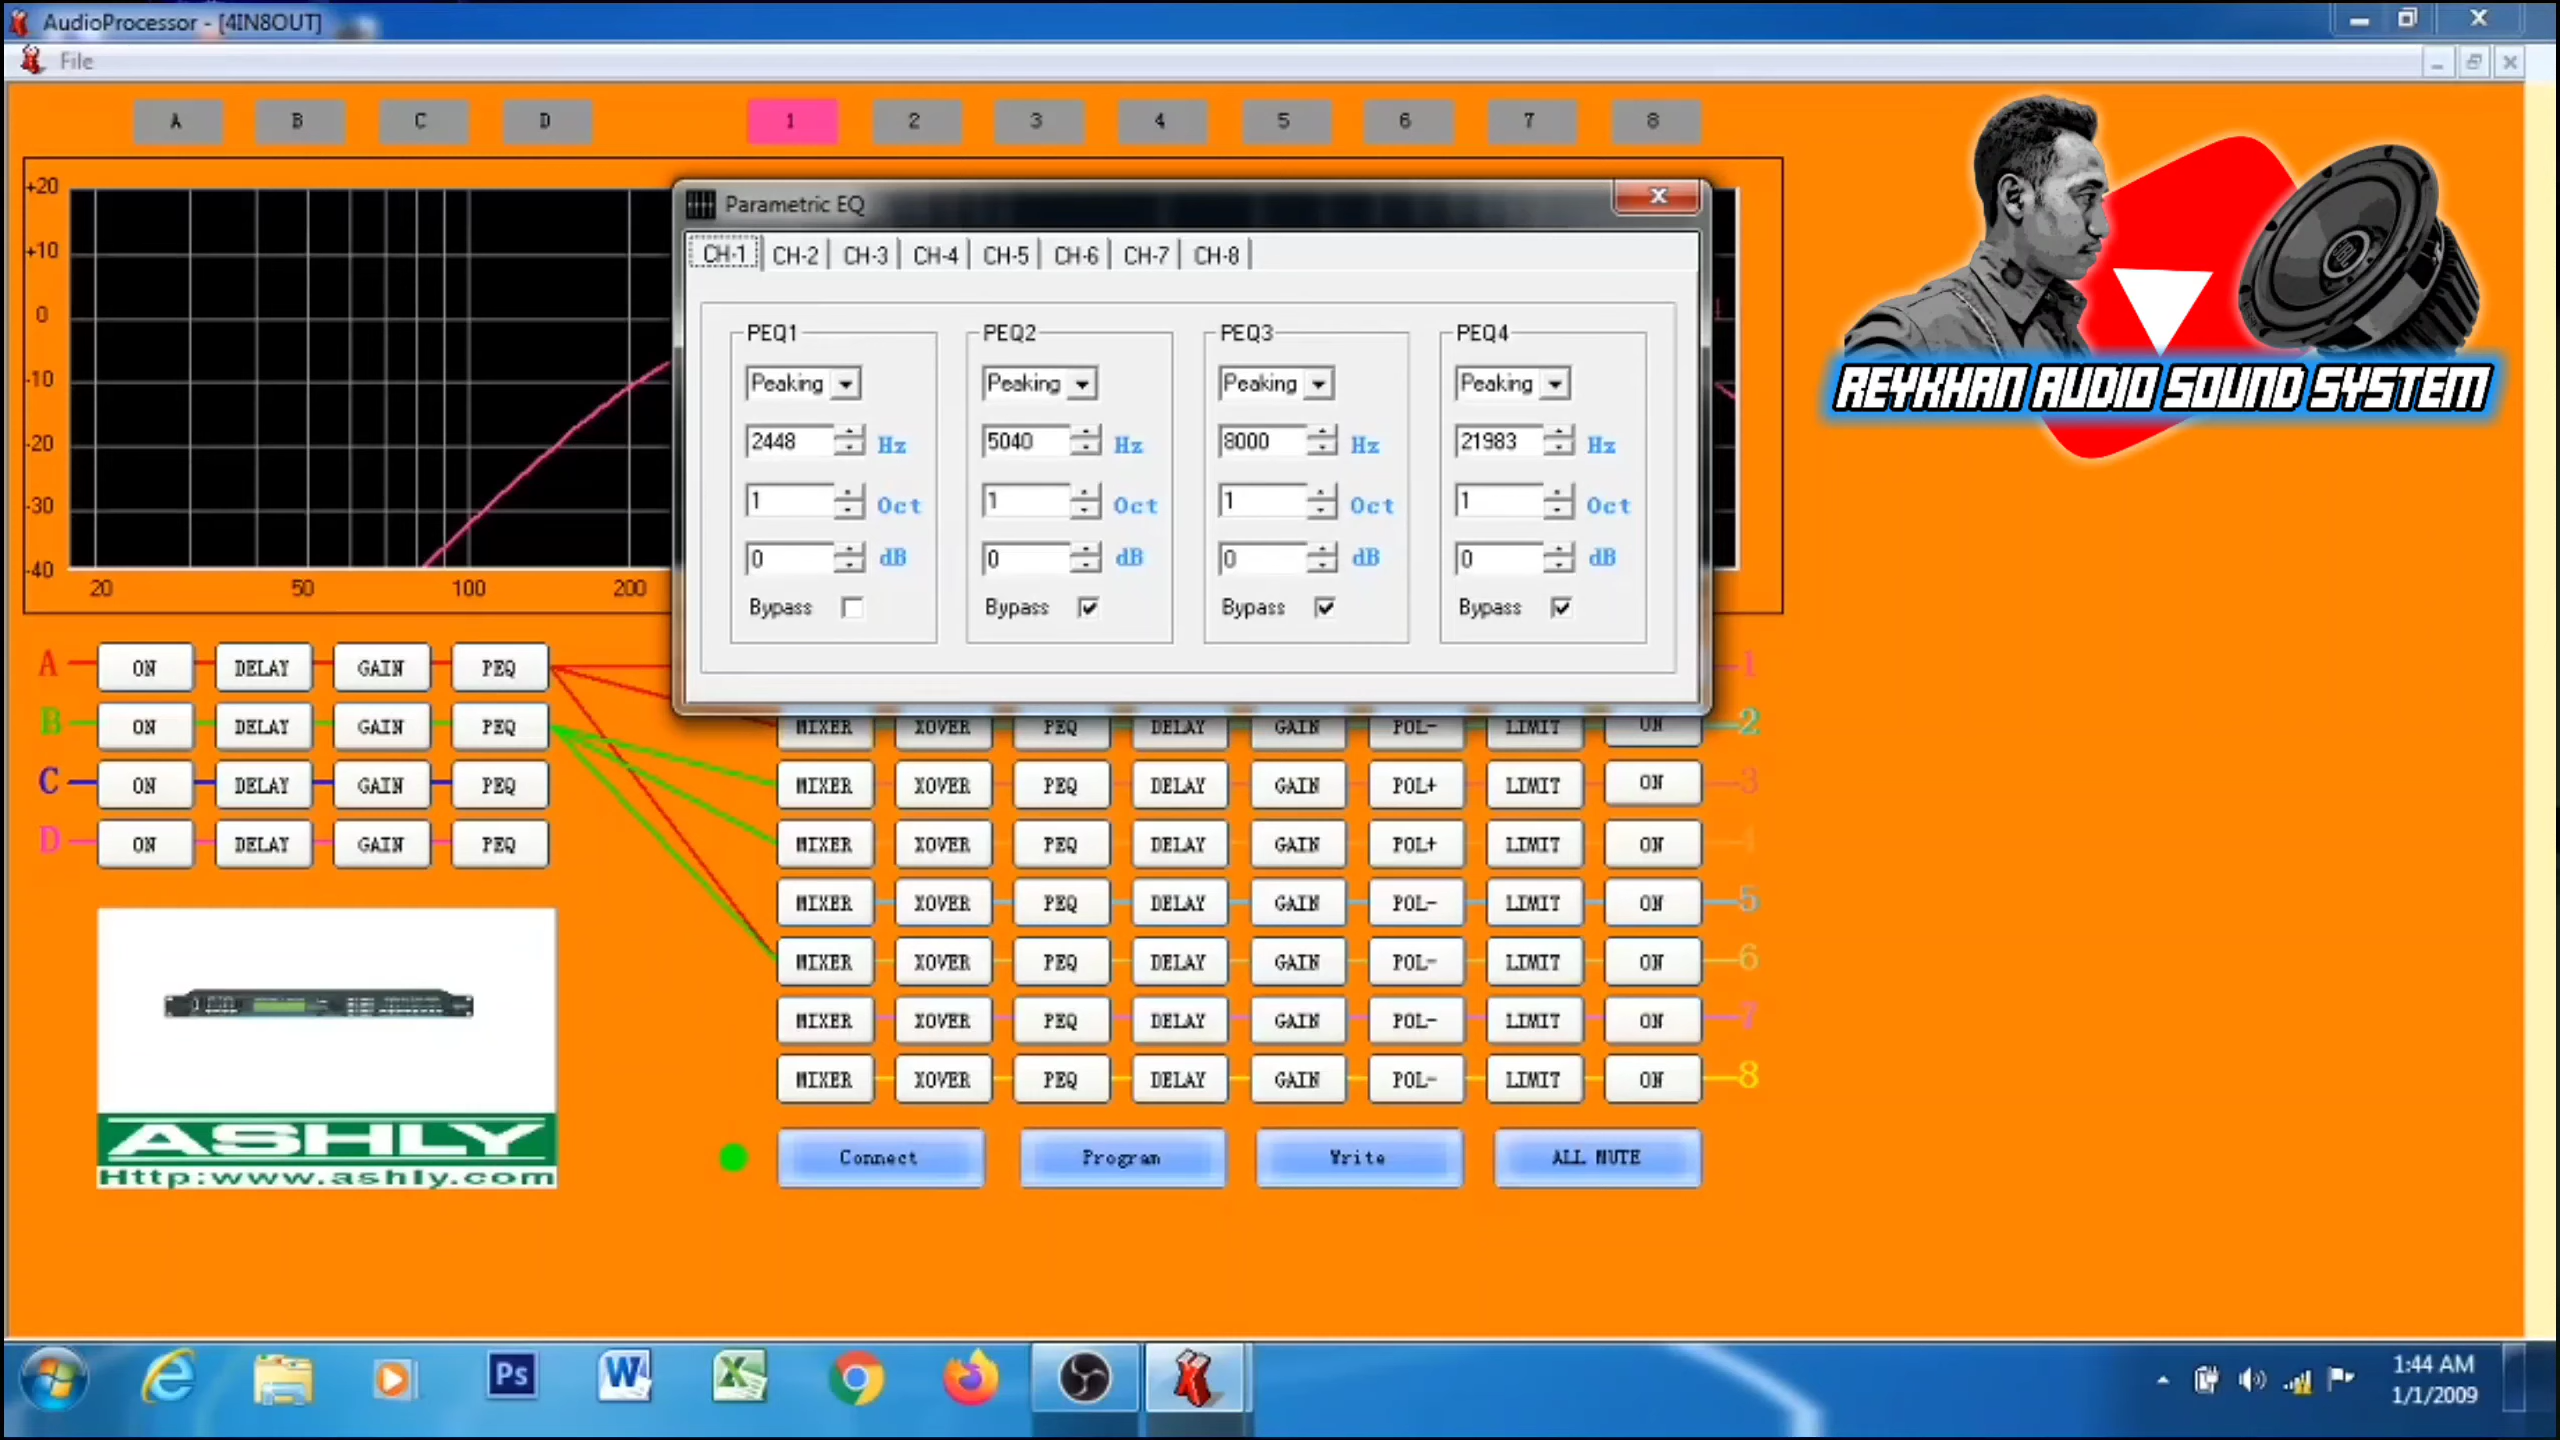 AudioProcessor - [4IN8OUT]
File
A B C D 1 2 3 4 5 6 7 8
+20
+10
0
-10
-20
-30
-40
20 50 100 200
Parametric EQ
CH-1 CH-2 CH-3 CH-4 CH-5 CH-6 CH-7 CH-8
PEQ1 PEQ2 PEQ3 PEQ4
Peaking Peaking Peaking Peaking
2448 Hz 5040 Hz 8000 Hz 21983 Hz
1 Oct 1 Oct 1 Oct 1 Oct
0 dB 0 dB 0 dB 0 dB
Bypass Bypass Bypass Bypass
REYKHAN AUDIO SOUND SYSTEM
JBL
A ON DELAY GAIN PEQ 1
B ON DELAY GAIN PEQ MIXER XOVER PEQ DELAY GAIN POL- LIMIT ON 2
C ON DELAY GAIN PEQ MIXER XOVER PEQ DELAY GAIN POL+ LIMIT ON 3
D ON DELAY GAIN PEQ MIXER XOVER PEQ DELAY GAIN POL+ LIMIT ON 4
MIXER XOVER PEQ DELAY GAIN POL- LIMIT ON 5
MIXER XOVER PEQ DELAY GAIN POL- LIMIT ON 6
MIXER XOVER PEQ DELAY GAIN POL- LIMIT ON 7
MIXER XOVER PEQ DELAY GAIN POL- LIMIT ON 8
ASHLY
Http:www.ashly.com
Connect Program Write ALL MUTE
Ps
1:44 AM
1/1/2009